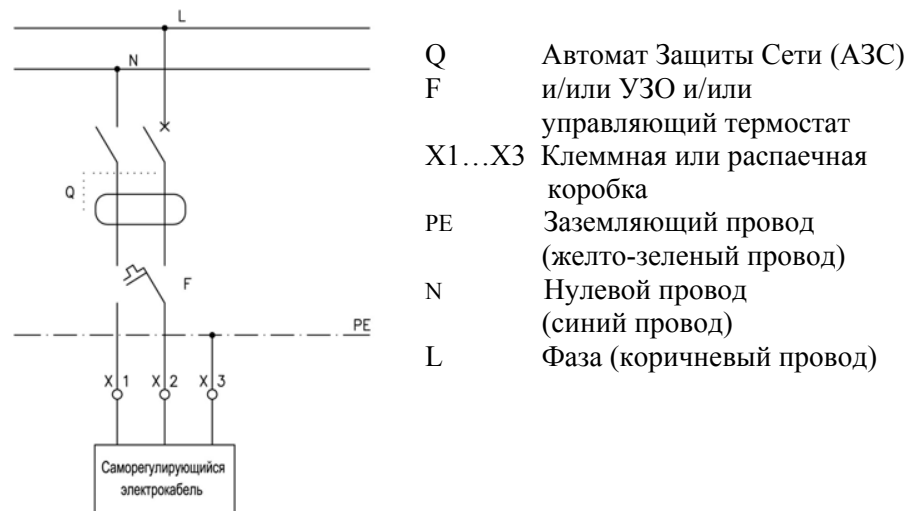 L
N
Q
F
PE
X 1 X 2 X 3
Саморегулирующийся
электрокабель
Q Автомат Защиты Сети (АЗС)
F и/или УЗО и/или
управляющий термостат
X1...X3 Клеммная или распаечная
коробка
PE Заземляющий провод
(желто-зеленый провод)
N Нулевой провод
(синий провод)
L Фаза (коричневый провод)